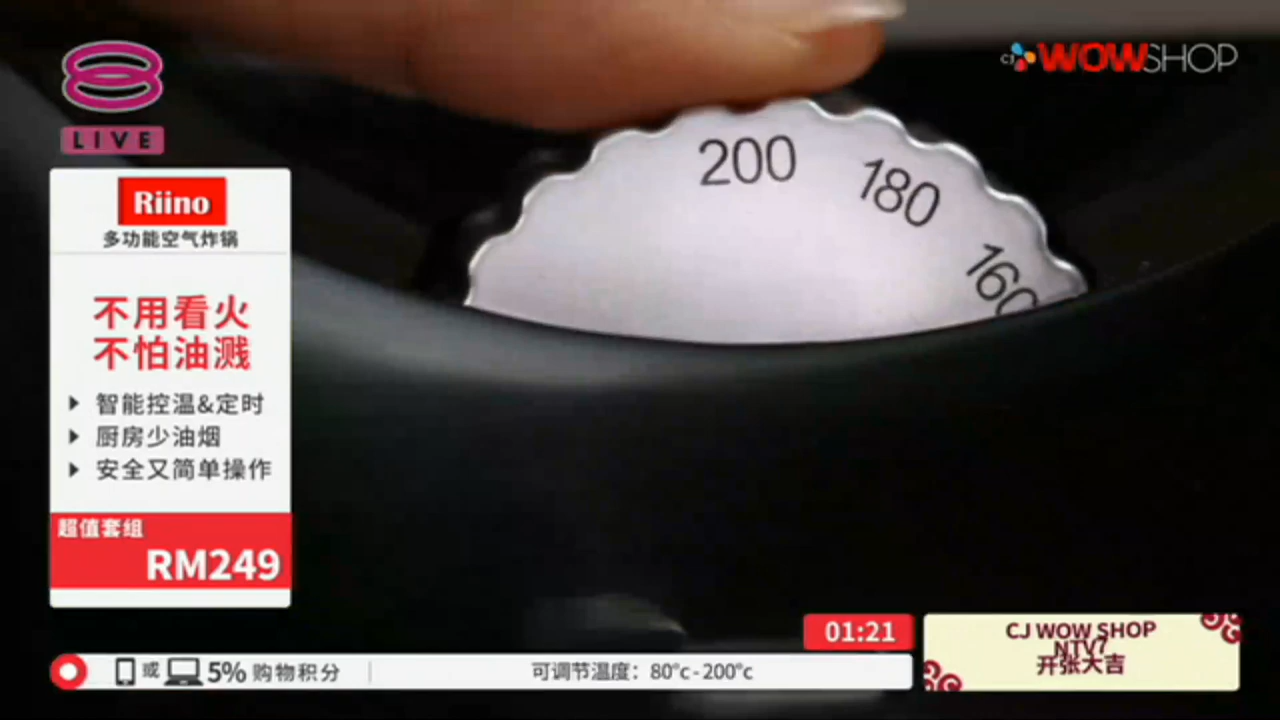 LIVE
CJ WOWSHOP
200
180
160
Riino
多功能空气炸锅
不用看火
不怕油溅
智能控温&定时
厨房少油烟
安全又简单操作
超值套组
RM249
01:21
或 5% 购物积分
可调节温度：80°c-200°c
CJ WOW SHOP
NTV7
开张大吉